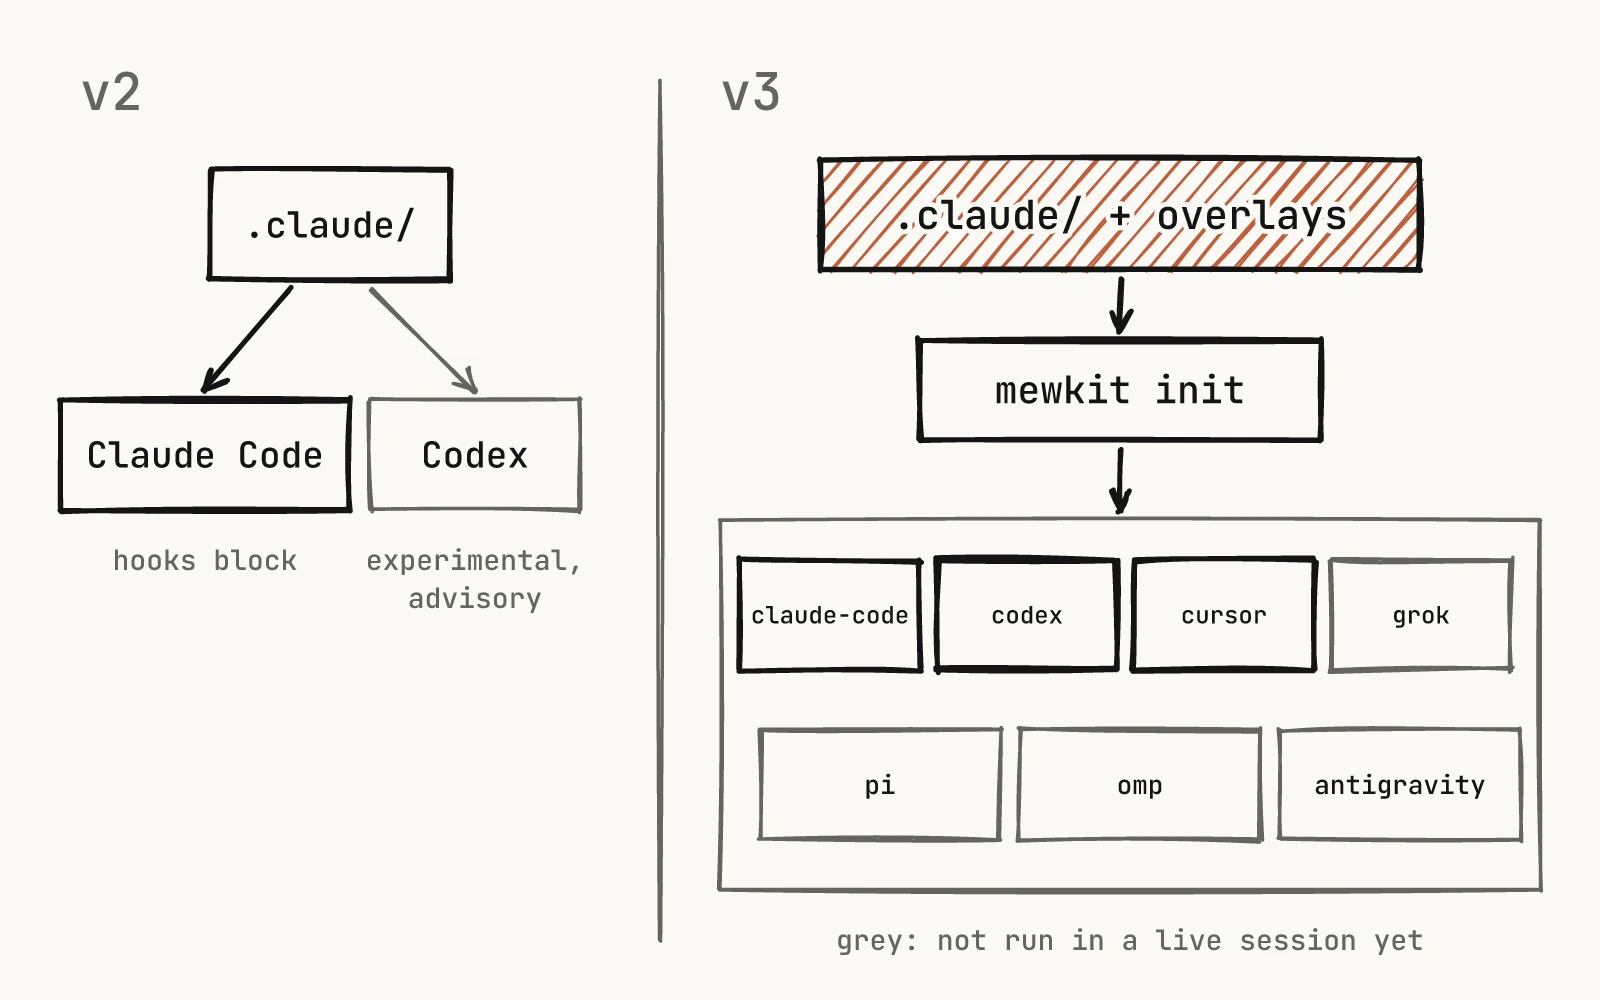 v2
.claude/
Claude Code
Codex
hooks block
experimental,
advisory
v3
.claude/ + overlays
mewkit init
claude-code
codex
cursor
grok
pi
omp
antigravity
grey: not run in a live session yet